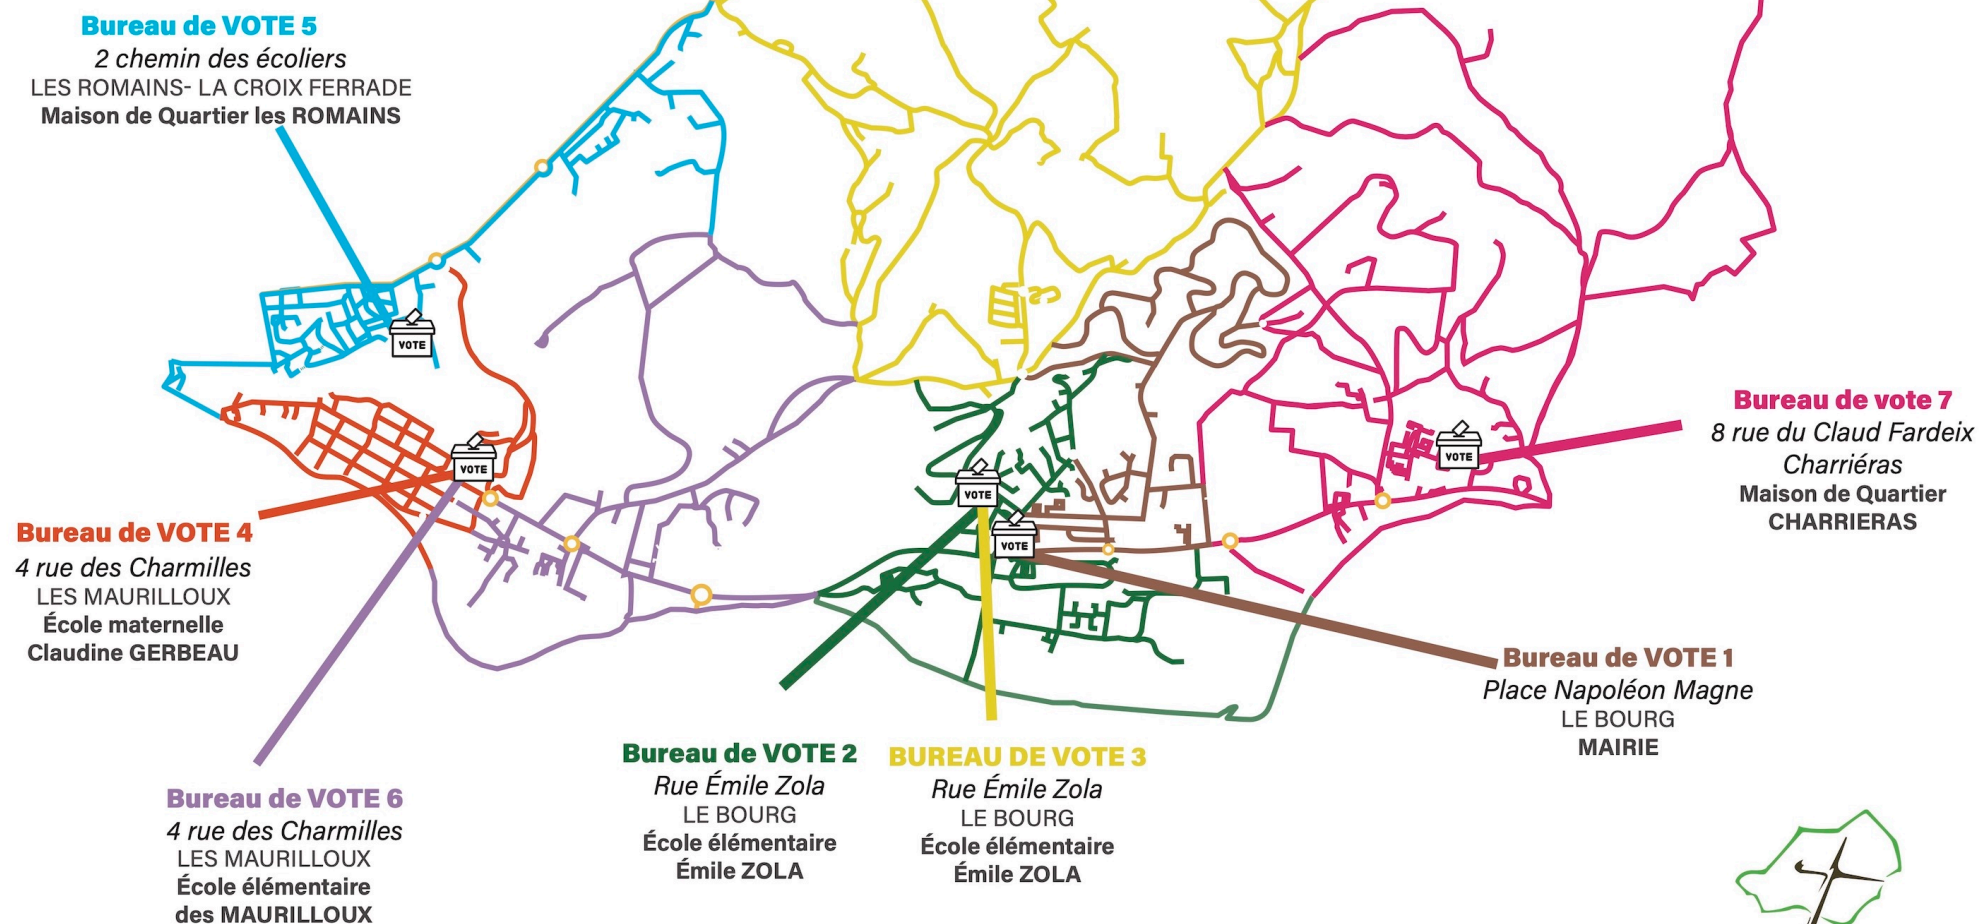 Bureau de VOTE 5
2 chemin des écoliers
LES ROMAINS- LA CROIX FERRADE
Maison de Quartier les ROMAINS
VOTE
VOTE
Bureau de VOTE 4
4 rue des Charmilles
LES MAURILLOUX
École maternelle
Claudine GERBEAU
Bureau de VOTE 6
4 rue des Charmilles
LES MAURILLOUX
École élémentaire
des MAURILLOUX
VOTE
VOTE
Bureau de VOTE 2
Rue Émile Zola
LE BOURG
École élémentaire
Émile ZOLA
BUREAU DE VOTE 3
Rue Émile Zola
LE BOURG
École élémentaire
Émile ZOLA
VOTE
Bureau de vote 7
8 rue du Claud Fardeix
Charriéras
Maison de Quartier
CHARRIERAS
Bureau de VOTE 1
Place Napoléon Magne
LE BOURG
MAIRIE